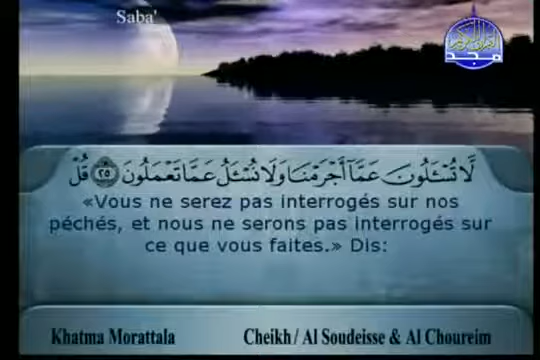 Saba'
لَّا تُسْـَٔلُونَ عَمَّآ أَجْرَمْنَا وَلَا نُسْـَٔلُ عَمَّا تَعْمَلُونَ ٢٥ قُلْ
«Vous ne serez pas interrogés sur nos
péchés, et nous ne serons pas interrogés sur
ce que vous faites.» Dis:
Khatma Morattala Cheikh / Al Soudeisse & Al Choureim